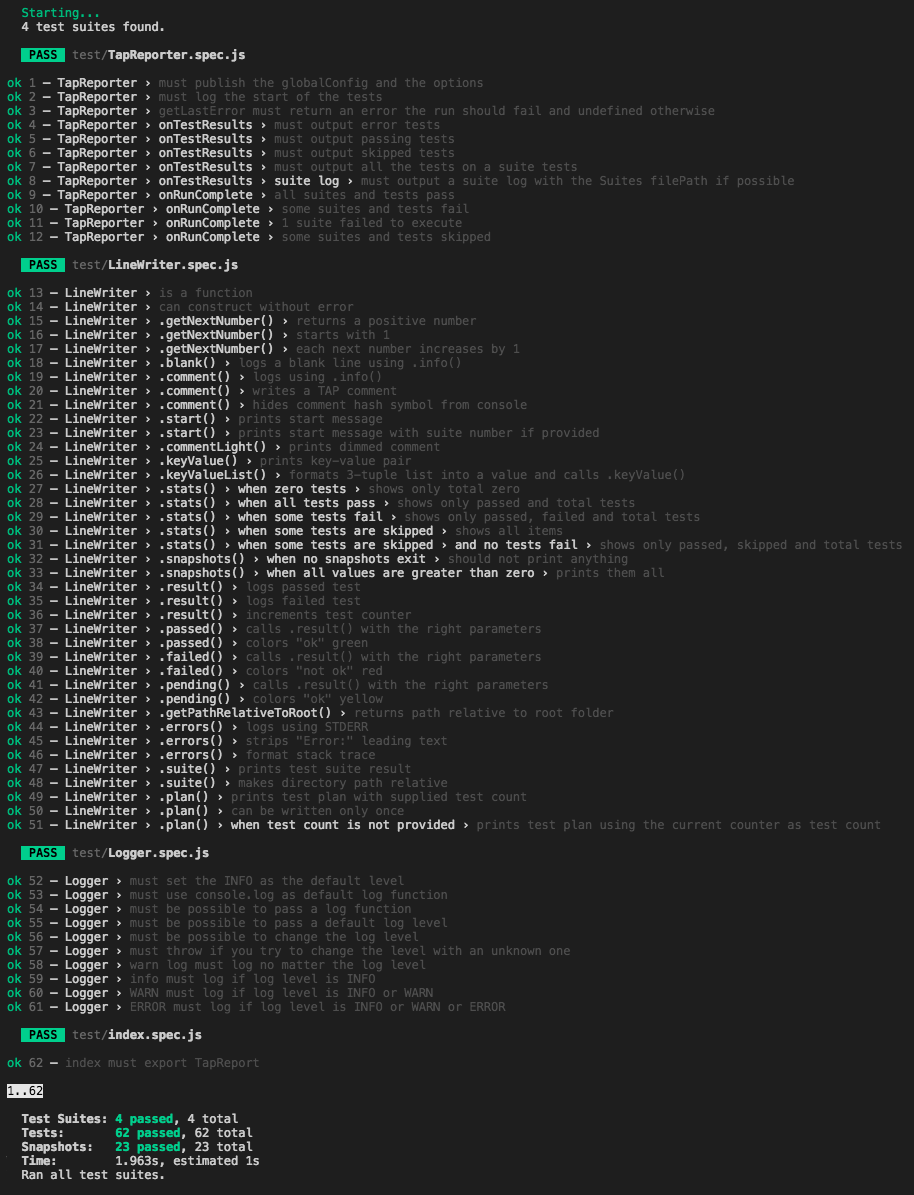 Starting...
4 test suites found.
PASS test/TapReporter.spec.js
ok 1 — TapReporter › must publish the globalConfig and the options
ok 2 — TapReporter › must log the start of the tests
ok 3 — TapReporter › getLastError must return an error the run should fail and undefined otherwise
ok 4 — TapReporter › onTestResults › must output error tests
ok 5 — TapReporter › onTestResults › must output passing tests
ok 6 — TapReporter › onTestResults › must output skipped tests
ok 7 — TapReporter › onTestResults › must output all the tests on a suite tests
ok 8 — TapReporter › onTestResults › suite log › must output a suite log with the Suites filePath if possible
ok 9 — TapReporter › onRunComplete › all suites and tests pass
ok 10 — TapReporter › onRunComplete › some suites and tests fail
ok 11 — TapReporter › onRunComplete › 1 suite failed to execute
ok 12 — TapReporter › onRunComplete › some suites and tests skipped
PASS test/LineWriter.spec.js
ok 13 — LineWriter › is a function
ok 14 — LineWriter › can construct without error
ok 15 — LineWriter › .getNextNumber() › returns a positive number
ok 16 — LineWriter › .getNextNumber() › starts with 1
ok 17 — LineWriter › .getNextNumber() › each next number increases by 1
ok 18 — LineWriter › .blank() › logs a blank line using .info()
ok 19 — LineWriter › .comment() › logs using .info()
ok 20 — LineWriter › .comment() › writes a TAP comment
ok 21 — LineWriter › .comment() › hides comment hash symbol from console
ok 22 — LineWriter › .start() › prints start message
ok 23 — LineWriter › .start() › prints start message with suite number if provided
ok 24 — LineWriter › .commentLight() › prints dimmed comment
ok 25 — LineWriter › .keyValue() › prints key-value pair
ok 26 — LineWriter › .keyValueList() › formats 3-tuple list into a value and calls .keyValue()
ok 27 — LineWriter › .stats() › when zero tests › shows only total zero
ok 28 — LineWriter › .stats() › when all tests pass › shows only passed and total tests
ok 29 — LineWriter › .stats() › when some tests fail › shows only passed, failed and total tests
ok 30 — LineWriter › .stats() › when some tests are skipped › shows all items
ok 31 — LineWriter › .stats() › when some tests are skipped › and no tests fail › shows only passed, skipped and total tests
ok 32 — LineWriter › .snapshots() › when no snapshots exit › should not print anything
ok 33 — LineWriter › .snapshots() › when all values are greater than zero › prints them all
ok 34 — LineWriter › .result() › logs passed test
ok 35 — LineWriter › .result() › logs failed test
ok 36 — LineWriter › .result() › increments test counter
ok 37 — LineWriter › .passed() › calls .result() with the right parameters
ok 38 — LineWriter › .passed() › colors "ok" green
ok 39 — LineWriter › .failed() › calls .result() with the right parameters
ok 40 — LineWriter › .failed() › colors "not ok" red
ok 41 — LineWriter › .pending() › calls .result() with the right parameters
ok 42 — LineWriter › .pending() › colors "ok" yellow
ok 43 — LineWriter › .getPathRelativeToRoot() › returns path relative to root folder
ok 44 — LineWriter › .errors() › logs using STDERR
ok 45 — LineWriter › .errors() › strips "Error:" leading text
ok 46 — LineWriter › .errors() › format stack trace
ok 47 — LineWriter › .suite() › prints test suite result
ok 48 — LineWriter › .suite() › makes directory path relative
ok 49 — LineWriter › .plan() › prints test plan with supplied test count
ok 50 — LineWriter › .plan() › can be written only once
ok 51 — LineWriter › .plan() › when test count is not provided › prints test plan using the current counter as test count
PASS test/Logger.spec.js
ok 52 — Logger › must set the INFO as the default level
ok 53 — Logger › must use console.log as default log function
ok 54 — Logger › must be possible to pass a log function
ok 55 — Logger › must be possible to pass a default log level
ok 56 — Logger › must be possible to change the log level
ok 57 — Logger › must throw if you try to change the level with an unknown one
ok 58 — Logger › warn log must log no matter the log level
ok 59 — Logger › info must log if log level is INFO
ok 60 — Logger › WARN must log if log level is INFO or WARN
ok 61 — Logger › ERROR must log if log level is INFO or WARN or ERROR
PASS test/index.spec.js
ok 62 — index must export TapReport
1..62
Test Suites: 4 passed, 4 total
Tests: 62 passed, 62 total
Snapshots: 23 passed, 23 total
Time: 1.963s, estimated 1s
Ran all test suites.